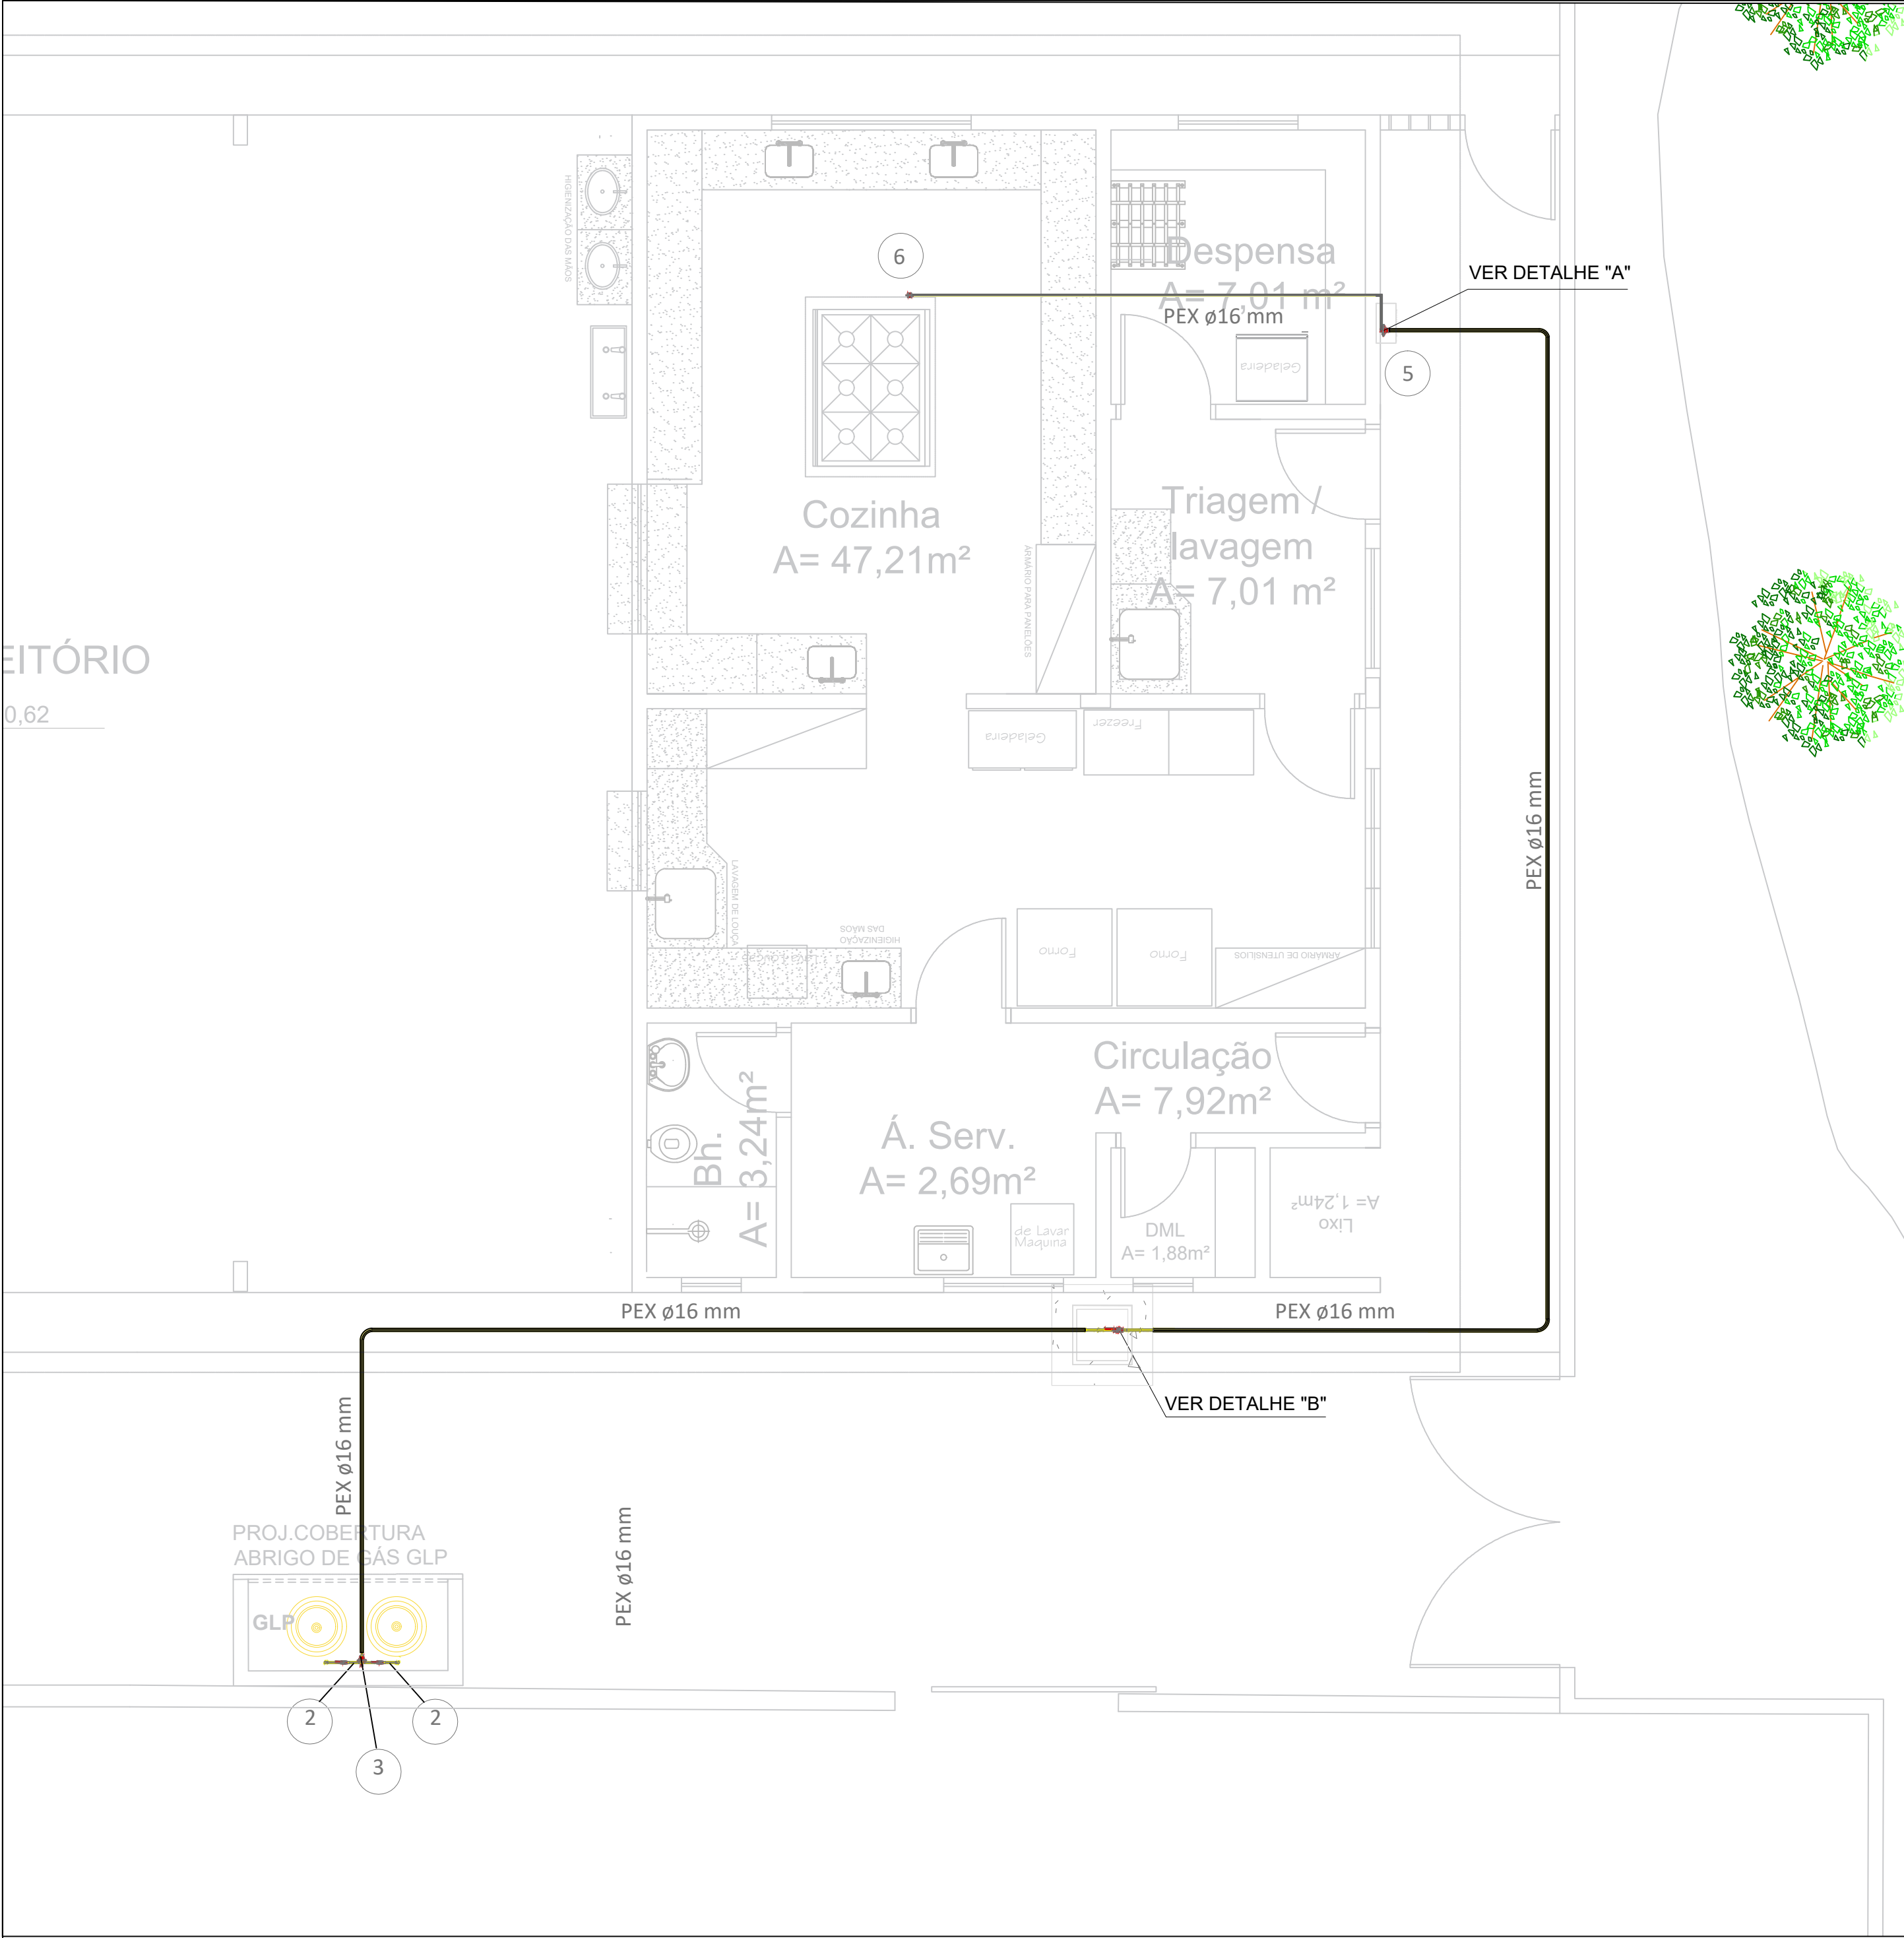 HIGIENIZAÇÃO DAS MÃOS
6
Despensa
A= 7,01 m²
VER DETALHE "A"
PEX ø16 mm
Geladeira
5
Cozinha
A= 47,21m²
Triagem /
lavagem
A= 7,01 m²
ARMÁRIO PARA PANELÕES
EITÓRIO
0,62
Geladeira
Freezer
PEX ø16 mm
LAVAGEM DE LOUÇA
HIGIENIZAÇÃO
DAS MÃOS
Forno
Forno
ARMÁRIO DE UTENSÍLIOS
Circulação
A= 7,92m²
Bh.
A= 3,24m²
Á. Serv.
A= 2,69m²
Maquina
de Lavar
DML
A= 1,88m²
Lixo
A= 1,24m²
PEX ø16 mm
PEX ø16 mm
VER DETALHE "B"
PEX ø16 mm
PROJ.COBERTURA
ABRIGO DE GÁS GLP
PEX ø16 mm
GLP
2
2
3